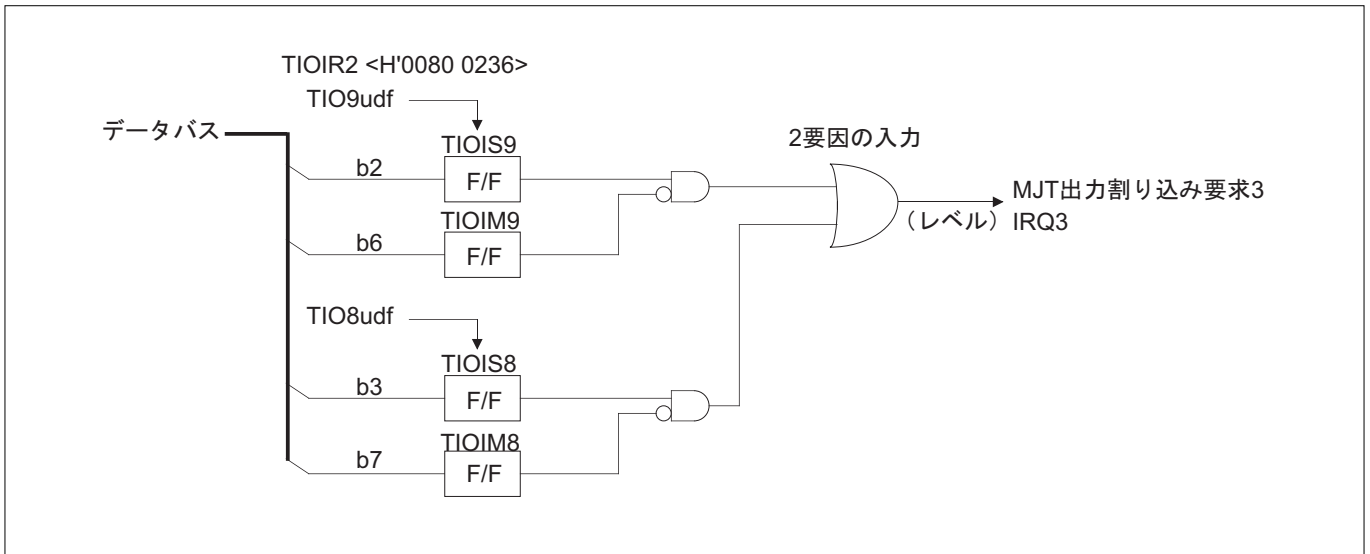 TIOIR2 <H'0080 0236>
TIO9udf
データバス
TIOIS9
2要因の入力
b2
F/F
MJT出力割り込み要求3
TIOIM9
(レベル) IRQ3
b6
F/F
TIO8udf
TIOIS8
b3
F/F
TIOIM8
b7
F/F